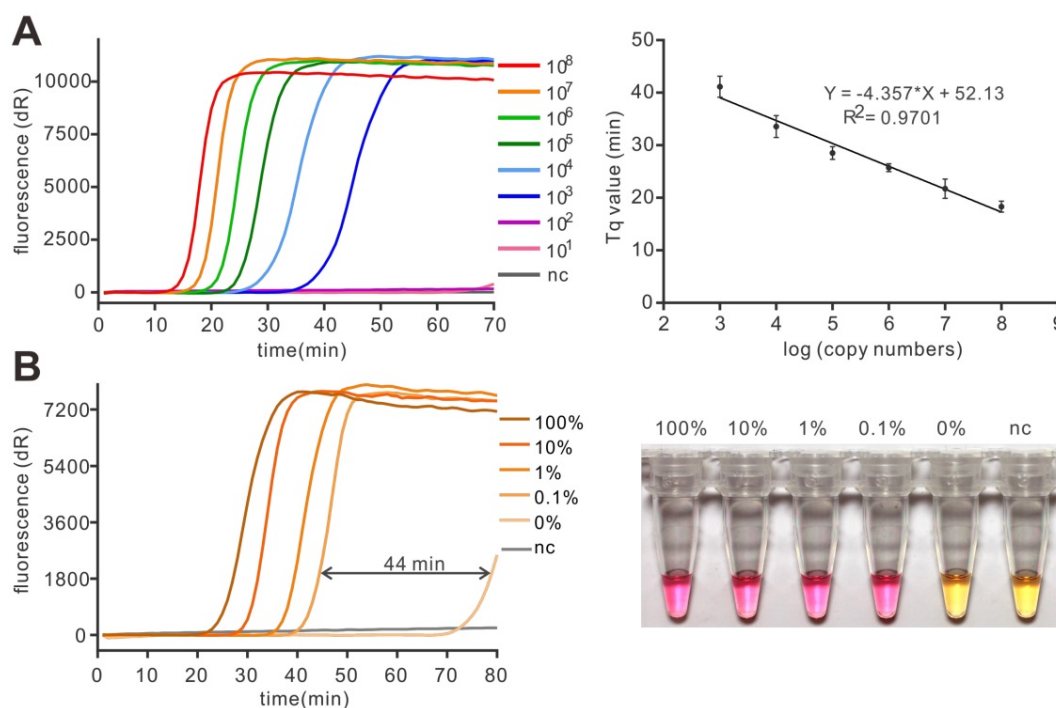 A
fluorescence (dR)
10000
7500
5000
2500
0
0 10 20 30 40 50 60 70
time(min)
10⁸
10⁷
10⁶
10⁵
10⁴
10³
10²
10¹
nc
Tq value (min)
50
40
30
20
10
0
Y = -4.357*X + 52.13
R²= 0.9701
2 3 4 5 6 7 8 9
log (copy numbers)
B
fluorescence (dR)
7200
5400
3600
1800
0
44 min
0 10 20 30 40 50 60 70 80
time(min)
100%
10%
1%
0.1%
0%
nc
100% 10% 1% 0.1% 0% nc